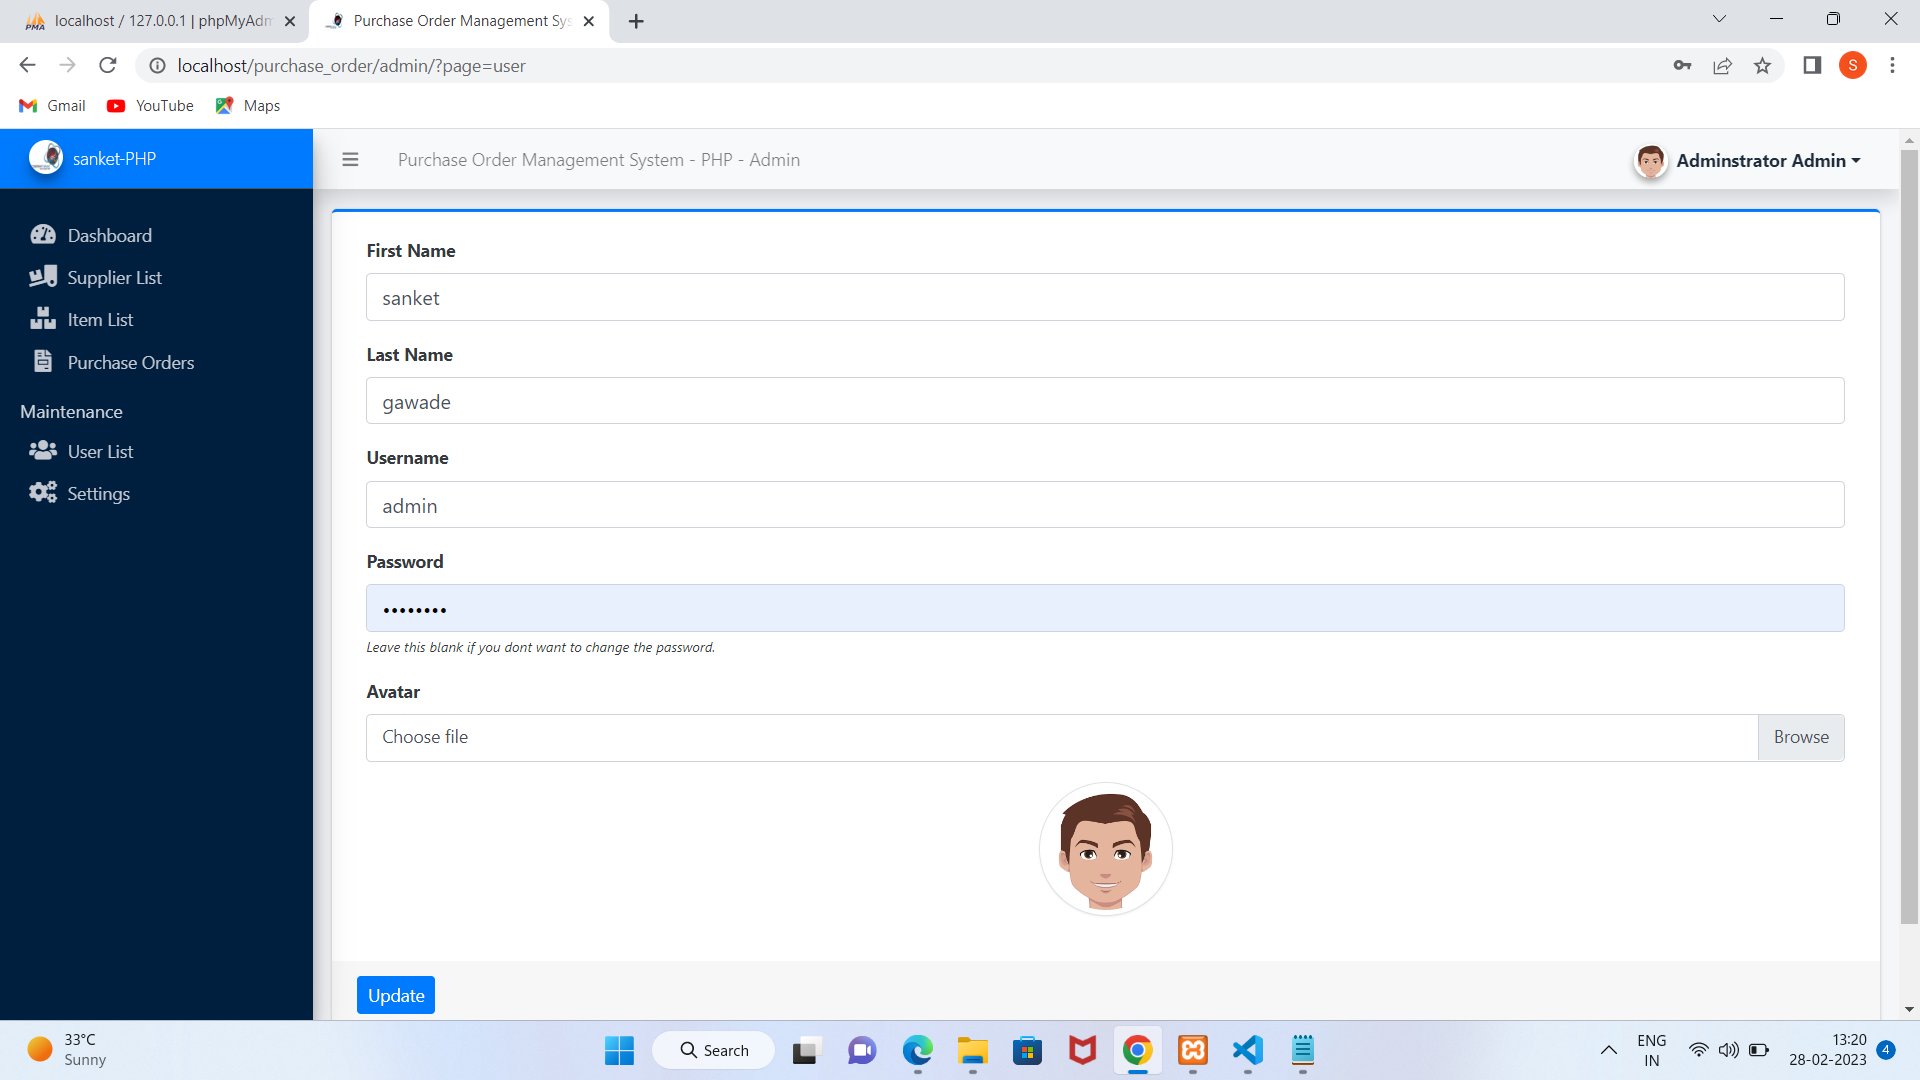 PMA
localhost / 127.0.0.1 | phpMyAdm
Purchase Order Management Sys
localhost/purchase_order/admin/?page=user
S
Gmail
YouTube
Maps
sanket-PHP
Purchase Order Management System - PHP - Admin
Adminstrator Admin
Dashboard
Supplier List
Item List
Purchase Orders
Maintenance
User List
Settings
First Name
sanket
Last Name
gawade
Username
admin
Password
••••••••
Leave this blank if you dont want to change the password.
Avatar
Choose file
Browse
Update
33°C
Sunny
Search
ENG
IN
13:20
28-02-2023
4